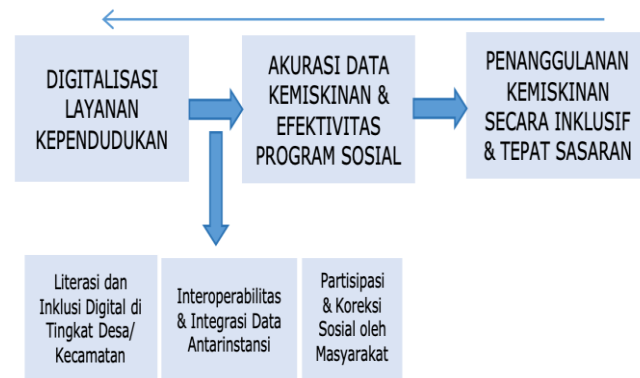 DIGITALISASI
LAYANAN
KEPENDUDUKAN
AKURASI DATA
KEMISKINAN &
EFEKTIVITAS
PROGRAM SOSIAL
PENANGGULANAN
KEMISKINAN
SECARA INKLUSIF
& TEPAT SASARAN
Literasi dan
Inklusi Digital di
Tingkat Desa/
Kecamatan
Interoperabilitas
& Integrasi Data
Antarinstansi
Partisipasi
& Koreksi
Sosial oleh
Masyarakat